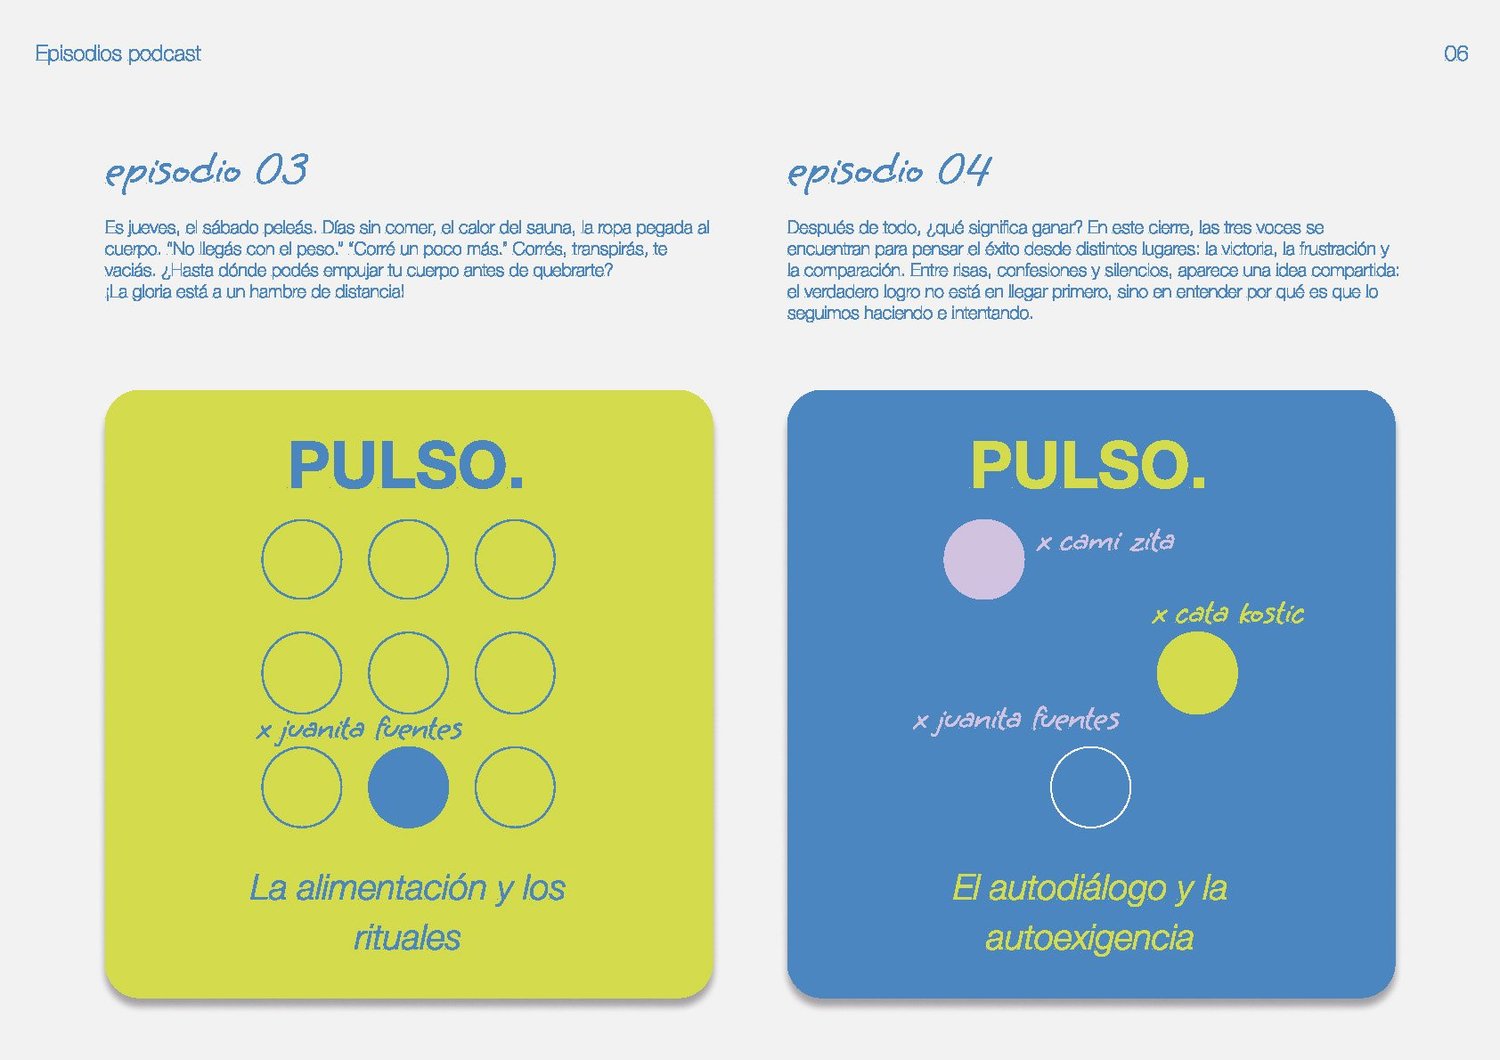 Episodios podcast
06
episodio 03
Es jueves, el sábado peleás. Días sin comer, el calor del sauna, la ropa pegada al
cuerpo. "No llegás con el peso." "Corré un poco más." Corrés, transpirás, te
vaciás. ¿Hasta dónde podés empujar tu cuerpo antes de quebrarte?
¡La gloria está a un hambre de distancia!
episodio 04
Después de todo, ¿qué significa ganar? En este cierre, las tres voces se
encuentran para pensar el éxito desde distintos lugares: la victoria, la frustración y
la comparación. Entre risas, confesiones y silencios, aparece una idea compartida:
el verdadero logro no está en llegar primero, sino en entender por qué es que lo
seguimos haciendo e intentando.
PULSO.
x juanita fuentes
La alimentación y los
rituales
PULSO.
x cami zita
x cata kostic
x juanita fuentes
El autodiálogo y la
autoexigencia